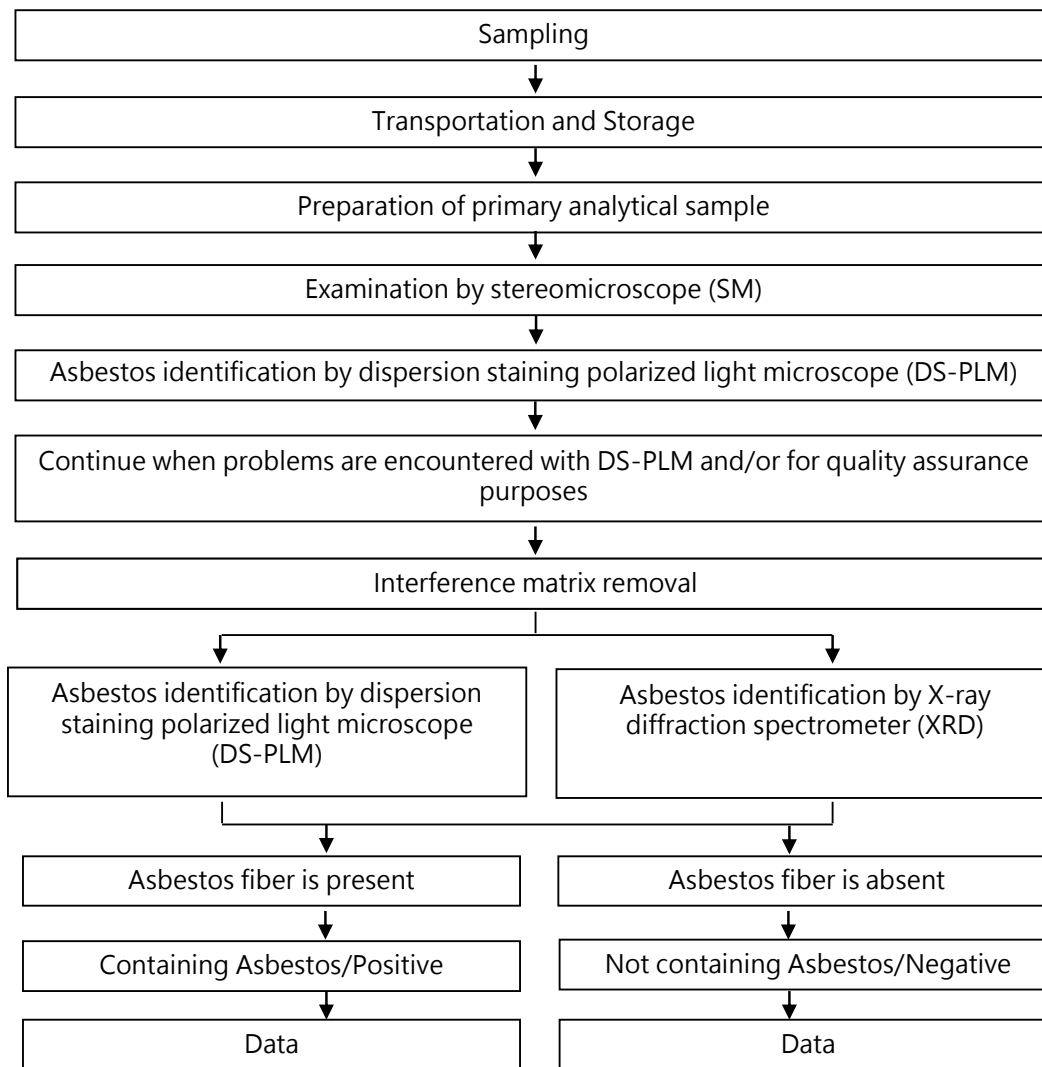 Sampling
Transportation and Storage
Preparation of primary analytical sample
Examination by stereomicroscope (SM)
Asbestos identification by dispersion staining polarized light microscope (DS-PLM)
Continue when problems are encountered with DS-PLM and/or for quality assurance
purposes
Interference matrix removal
Asbestos identification by dispersion
staining polarized light microscope
(DS-PLM)
Asbestos identification by X-ray
diffraction spectrometer (XRD)
Asbestos fiber is present
Asbestos fiber is absent
Containing Asbestos/Positive
Not containing Asbestos/Negative
Data
Data